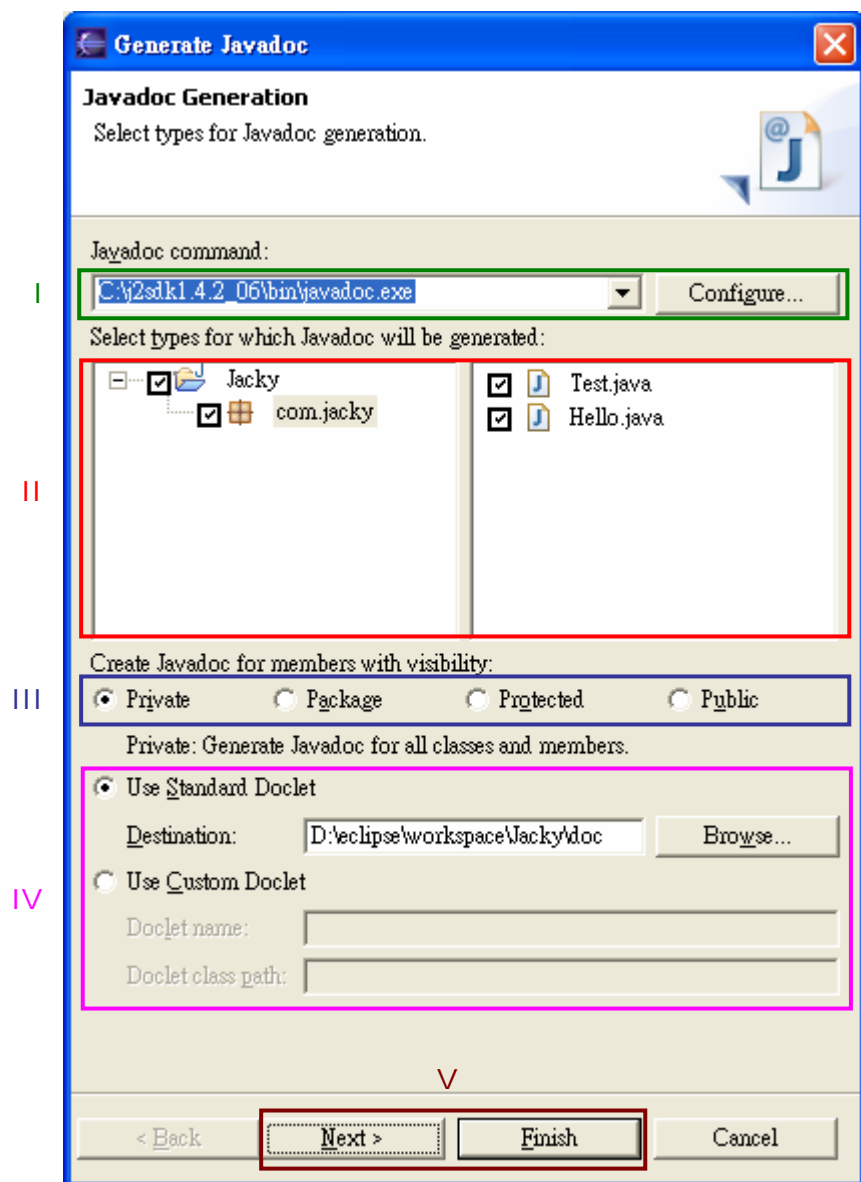 Generate Javadoc
Javadoc Generation
Select types for Javadoc generation.
@
J
Javadoc command:
I
C:\j2sdk1.4.2_06\bin\javadoc.exe
Configure...
Select types for which Javadoc will be generated:
Jacky
com.jacky
J Test.java
J Hello.java
II
Create Javadoc for members with visibility:
III
Private Package Protected Public
Private: Generate Javadoc for all classes and members.
Use Standard Doclet
Destination: D:\eclipse\workspace\Jacky\doc Browse...
IV
Use Custom Doclet
Doclet name:
Doclet class path:
V
< Back Next > Finish Cancel